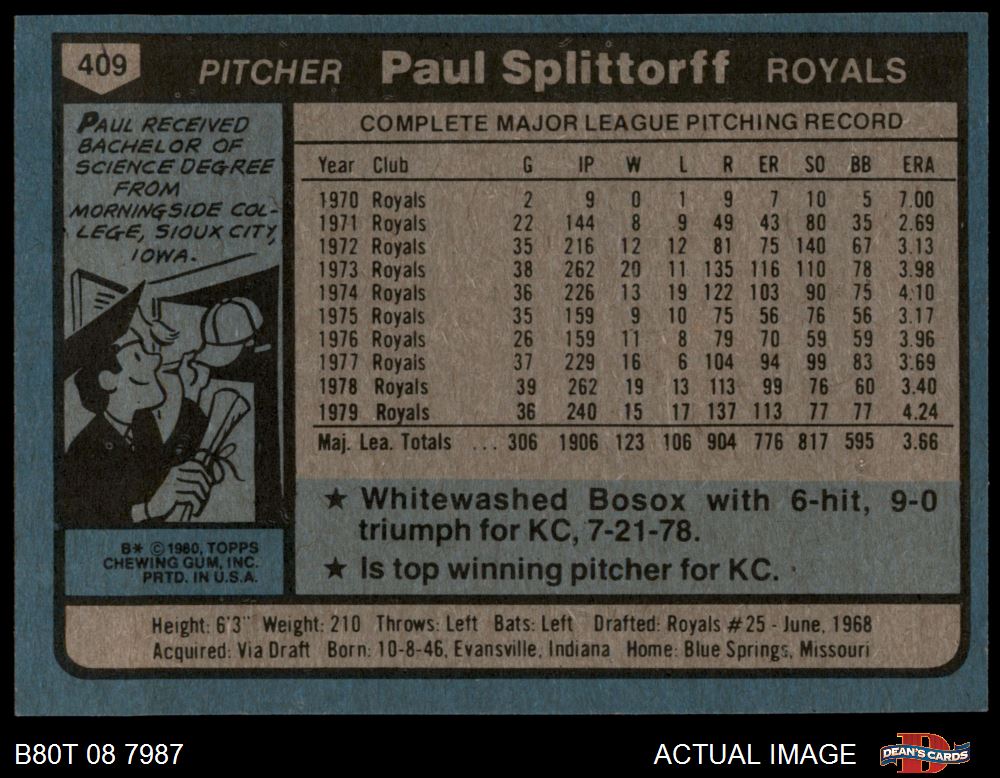 409 PITCHER Paul Splittorff ROYALS
PAUL RECEIVED
BACHELOR OF
SCIENCE DEGREE
FROM
MORNINGSIDE COL-
LEGE, SIOUX CITY,
IOWA.
COMPLETE MAJOR LEAGUE PITCHING RECORD
Year Club G IP W L R ER SO BB ERA
1970 Royals 2 9 0 1 9 7 10 5 7.00
1971 Royals 22 144 8 9 49 43 80 35 2.69
1972 Royals 35 216 12 12 81 75 140 67 3.13
1973 Royals 38 262 20 11 135 116 110 78 3.98
1974 Royals 36 226 13 19 122 103 90 75 4.10
1975 Royals 35 159 9 10 75 56 76 56 3.17
1976 Royals 26 159 11 8 79 70 59 59 3.96
1977 Royals 37 229 16 6 104 94 99 83 3.69
1978 Royals 39 262 19 13 113 99 76 60 3.40
1979 Royals 36 240 15 17 137 113 77 77 4.24
Maj. Lea. Totals ... 306 1906 123 106 904 776 817 595 3.66
★ Whitewashed Bosox with 6-hit, 9-0
triumph for KC, 7-21-78.
★ Is top winning pitcher for KC.
B* © 1980, TOPPS
CHEWING GUM, INC.
PRTD. IN U.S.A.
Height: 6'3" Weight: 210 Throws: Left Bats: Left Drafted: Royals #25 - June, 1968
Acquired: Via Draft Born: 10-8-46, Evansville, Indiana Home: Blue Springs, Missouri
B80T 08 7987 ACTUAL IMAGE DEAN'S CARDS